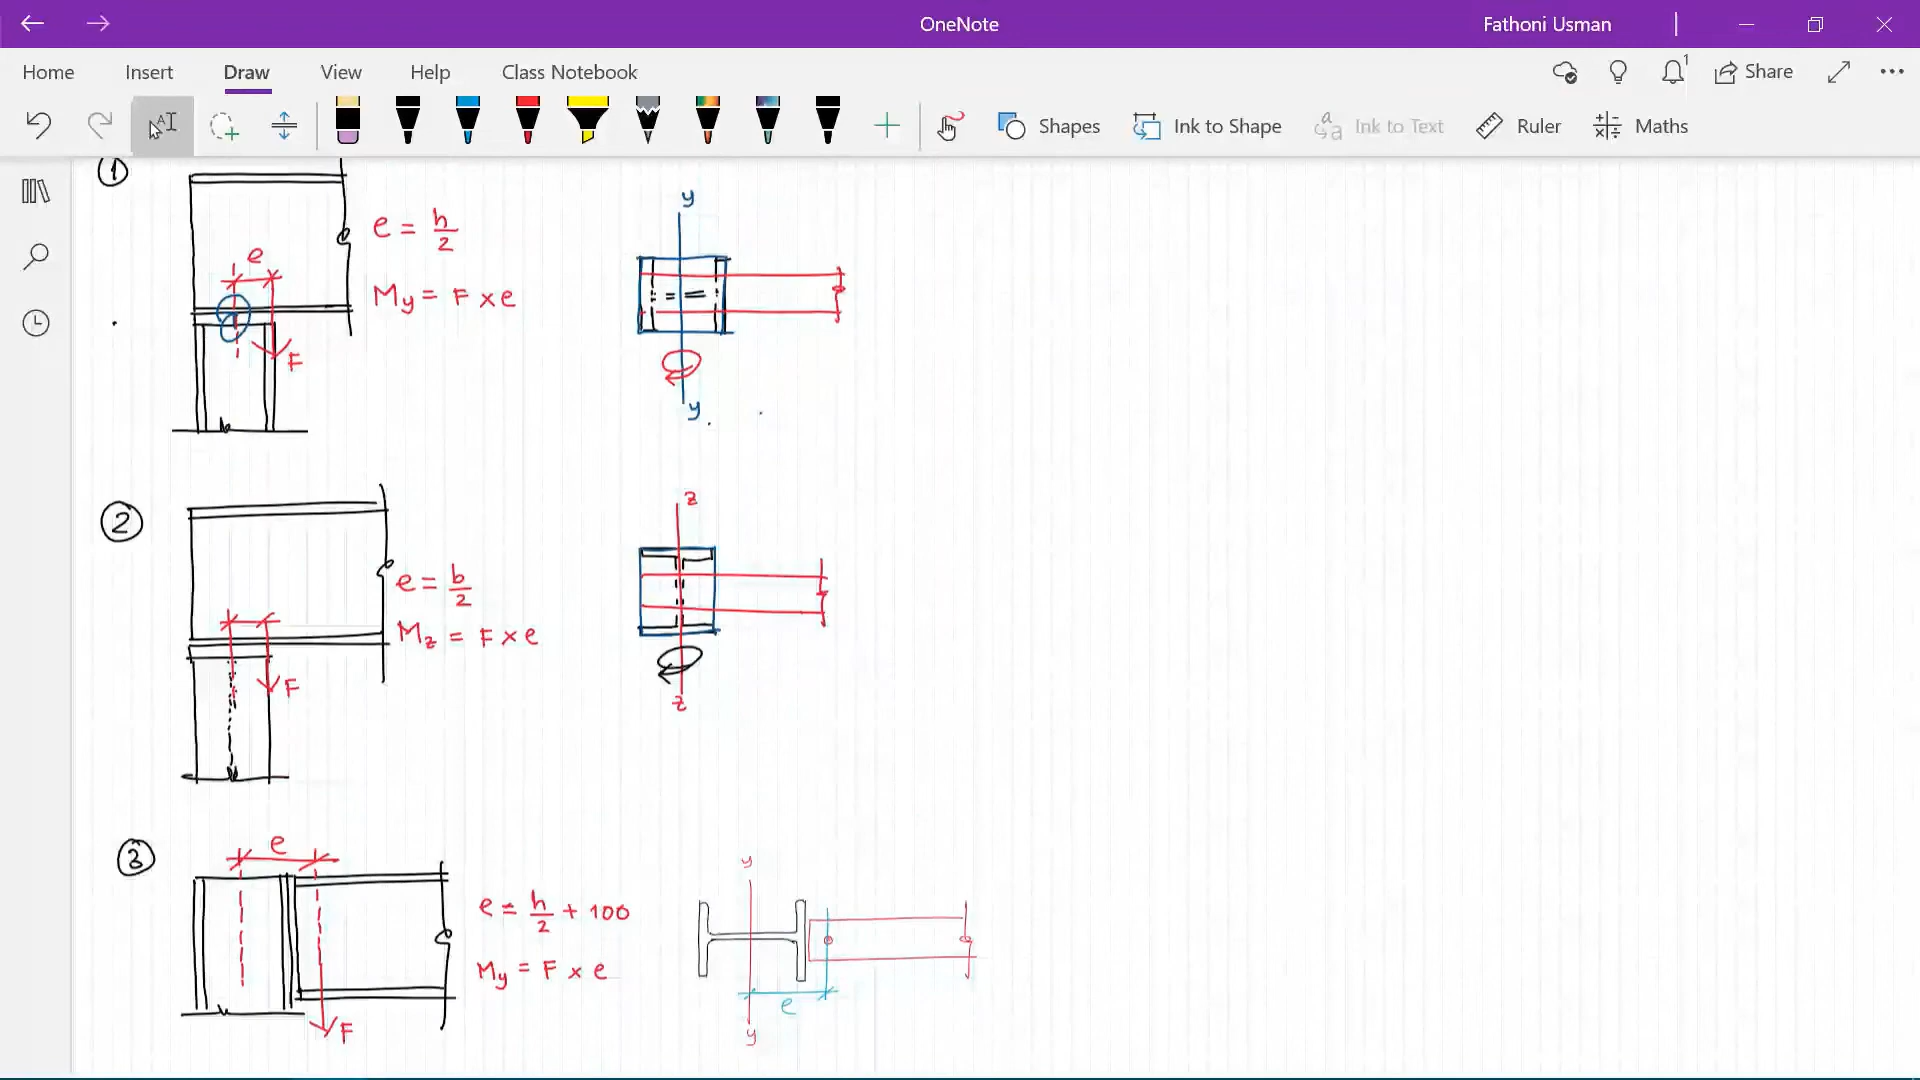 OneNote
Fathoni Usman
Home
Insert
Draw
View
Help
Class Notebook
1
Share
Shapes
Ink to Shape
Ink to Text
Ruler
Maths
①
e = h/2
My = F x e
e
F
y
y
②
e = b/2
Mz = F x e
F
z
z
③
e
e = h/2 + 100
My = F x e
F
y
e
y